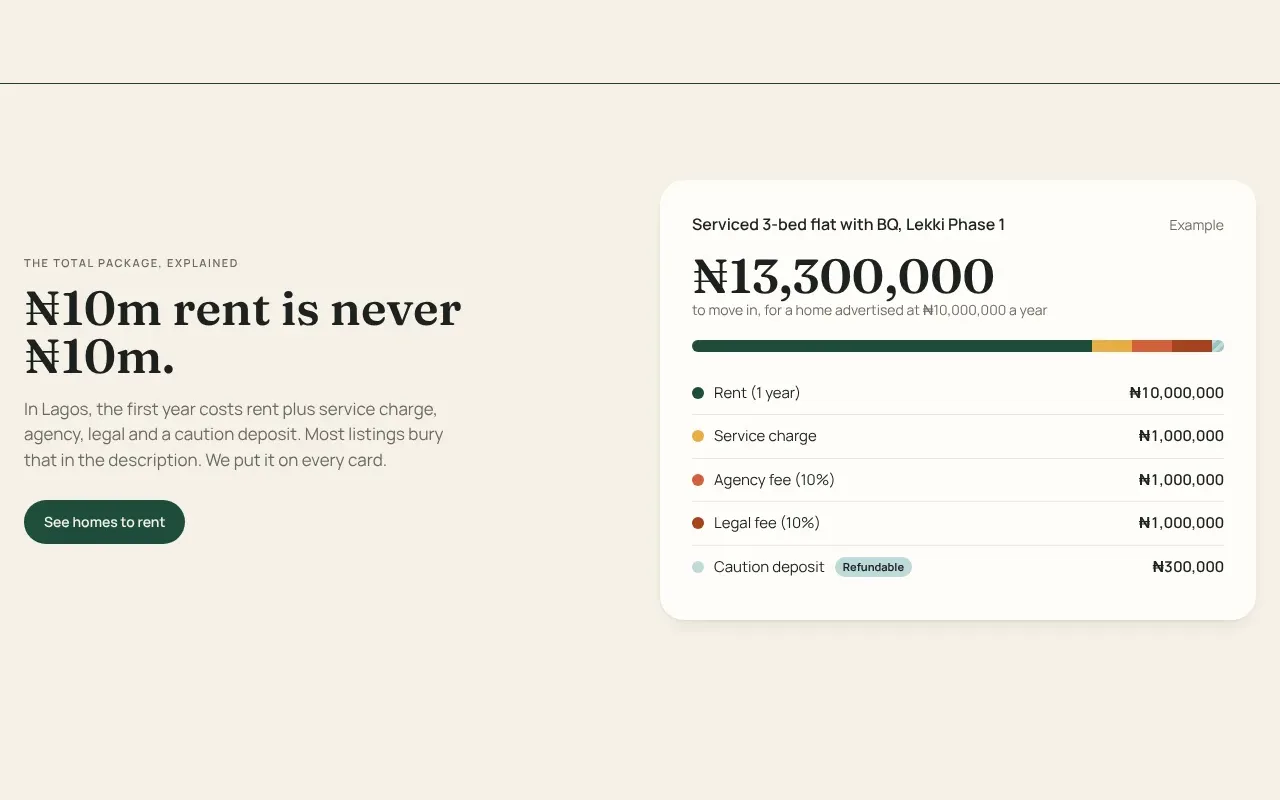 THE TOTAL PACKAGE, EXPLAINED
₦10m rent is never
₦10m.
In Lagos, the first year costs rent plus service charge,
agency, legal and a caution deposit. Most listings bury
that in the description. We put it on every card.
See homes to rent
Serviced 3-bed flat with BQ, Lekki Phase 1
Example
₦13,300,000
to move in, for a home advertised at ₦10,000,000 a year
Rent (1 year) ₦10,000,000
Service charge ₦1,000,000
Agency fee (10%) ₦1,000,000
Legal fee (10%) ₦1,000,000
Caution deposit Refundable ₦300,000